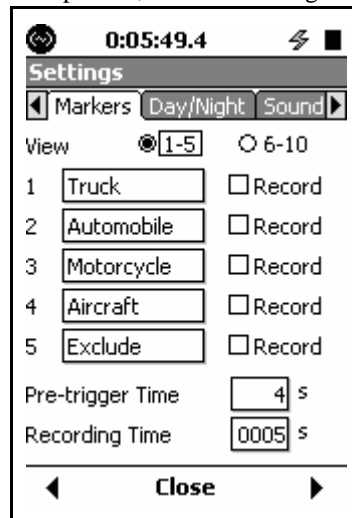 0:05:49.4
Settings
Markers Day/Night Sound
View 1-5 6-10
1 Truck Record
2 Automobile Record
3 Motorcycle Record
4 Aircraft Record
5 Exclude Record
Pre-trigger Time 4 s
Recording Time 0005 s
Close